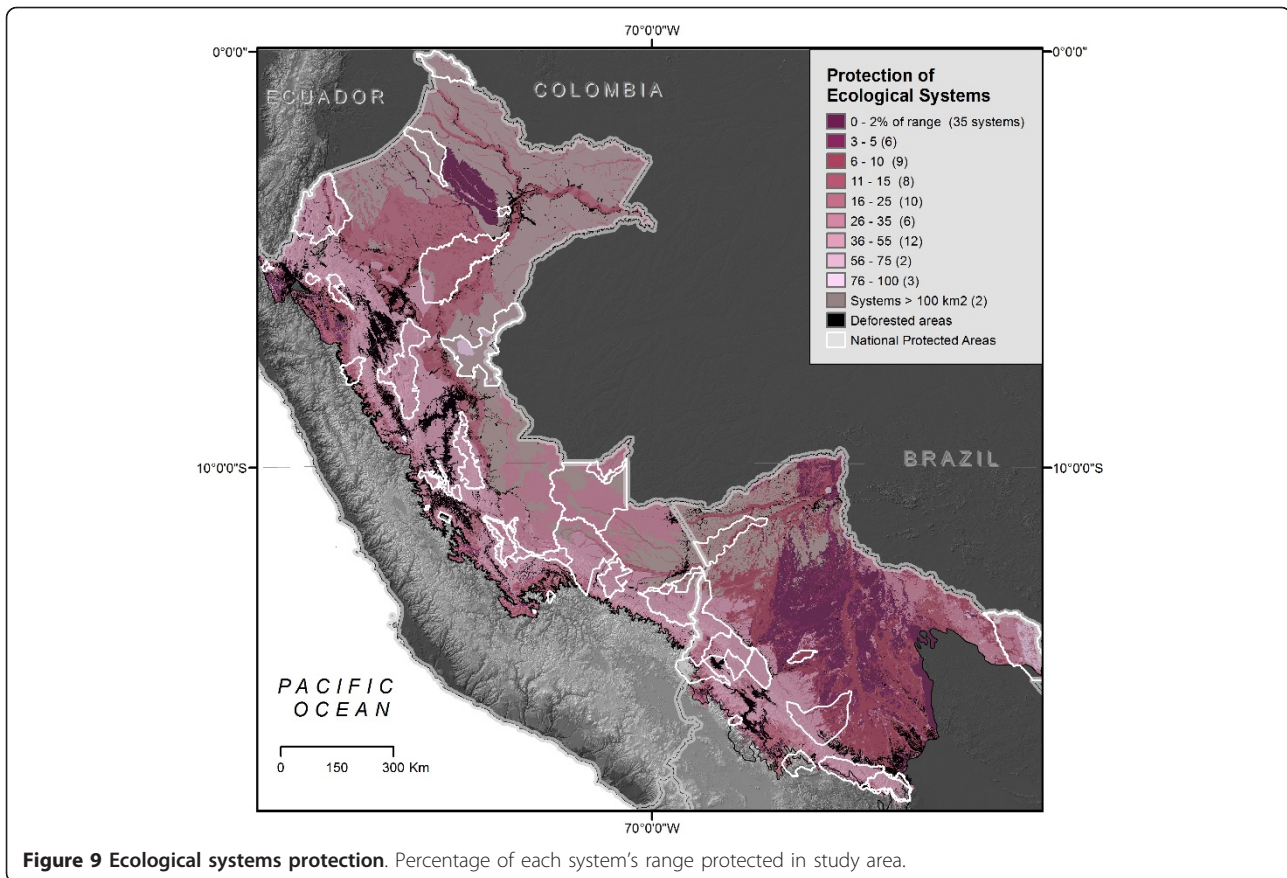 70°0'0"W
0°0'0"
0°0'0"
ECUADOR
COLOMBIA
Protection of
Ecological Systems
0 - 2% of range (35 systems)
3 - 5 (6)
6 - 10 (9)
11 - 15 (8)
16 - 25 (10)
26 - 35 (6)
36 - 55 (12)
56 - 75 (2)
76 - 100 (3)
Systems > 100 km2 (2)
Deforested areas
National Protected Areas
10°0'0"S
BRAZIL
10°0'0"S
PACIFIC
OCEAN
0 150 300 Km
70°0'0"W
Figure 9 Ecological systems protection. Percentage of each system's range protected in study area.